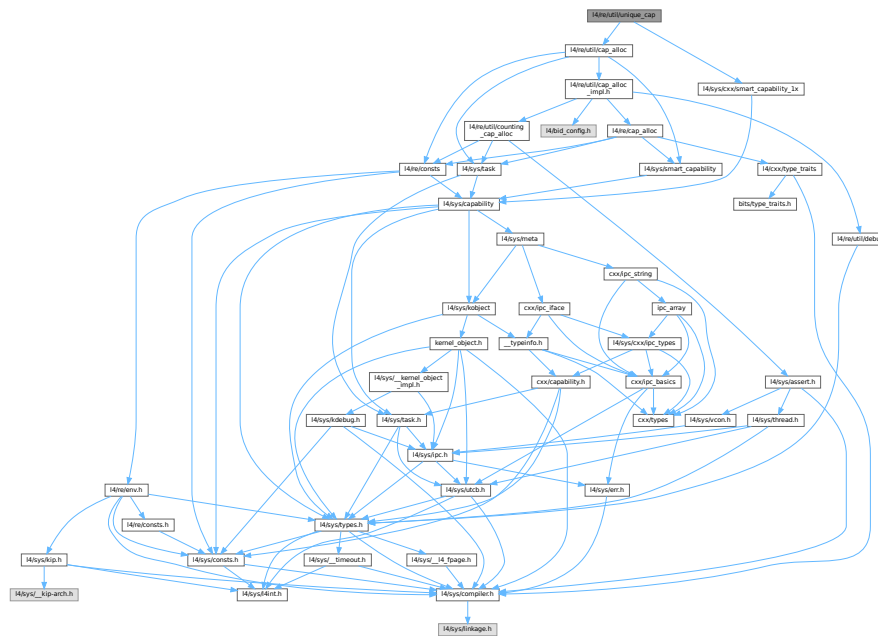 l4/re/util/unique_cap
l4/re/util/cap_alloc
l4/re/util/cap_alloc
_impl.h
l4/sys/cxx/smart_capability_1x
l4/re/util/counting
_cap_alloc
l4/bid_config.h
l4/re/cap_alloc
l4/re/consts
l4/sys/task
l4/sys/smart_capability
l4/cxx/type_traits
l4/sys/capability
bits/type_traits.h
l4/sys/meta
l4/re/util/debu
cxx/ipc_string
l4/sys/kobject
cxx/ipc_iface
ipc_array
kernel_object.h
__typeinfo.h
l4/sys/cxx/ipc_types
l4/sys/__kernel_object
_impl.h
cxx/capability.h
cxx/ipc_basics
l4/sys/assert.h
l4/sys/kdebug.h
l4/sys/task.h
cxx/types
l4/sys/vcon.h
l4/sys/thread.h
l4/sys/ipc.h
l4/re/env.h
l4/sys/utcb.h
l4/sys/err.h
l4/re/consts.h
l4/sys/types.h
l4/sys/kip.h
l4/sys/consts.h
l4/sys/__timeout.h
l4/sys/__l4_fpage.h
l4/sys/__kip-arch.h
l4/sys/l4int.h
l4/sys/compiler.h
l4/sys/linkage.h